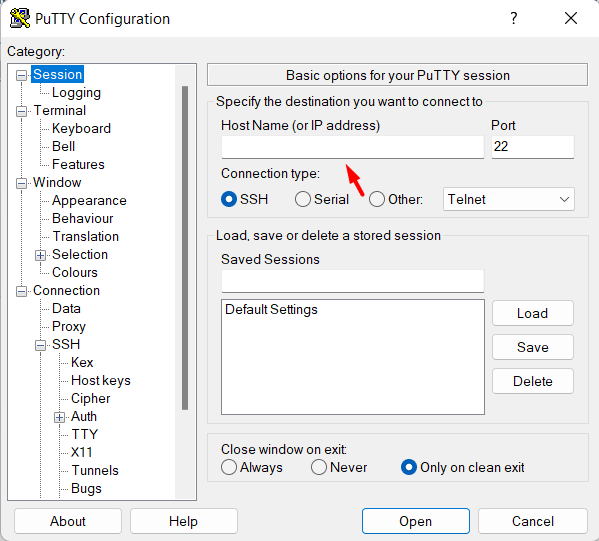 PuTTY Configuration
?
Category:
Session
Logging
Terminal
Keyboard
Bell
Features
Window
Appearance
Behaviour
Translation
Selection
Colours
Connection
Data
Proxy
SSH
Kex
Host keys
Cipher
Auth
TTY
X11
Tunnels
Bugs
Basic options for your PuTTY session
Specify the destination you want to connect to
Host Name (or IP address) Port
22
Connection type:
SSH Serial Other: Telnet
Load, save or delete a stored session
Saved Sessions
Default Settings
Load
Save
Delete
Close window on exit:
Always Never Only on clean exit
About Help Open Cancel